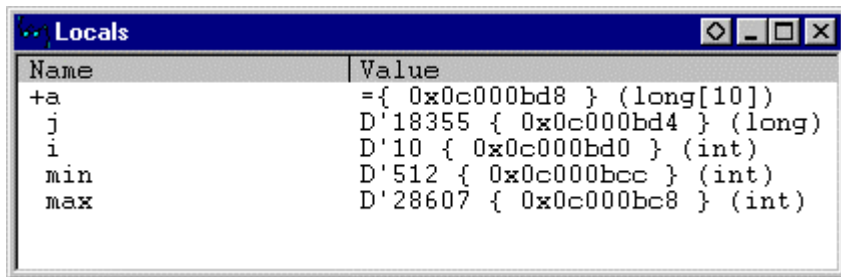 Locals
Name Value
+a ={ 0x0c000bd8 } (long[10])
j D'18355 { 0x0c000bd4 } (long)
i D'10 { 0x0c000bd0 } (int)
min D'512 { 0x0c000bcc } (int)
max D'28607 { 0x0c000bc8 } (int)